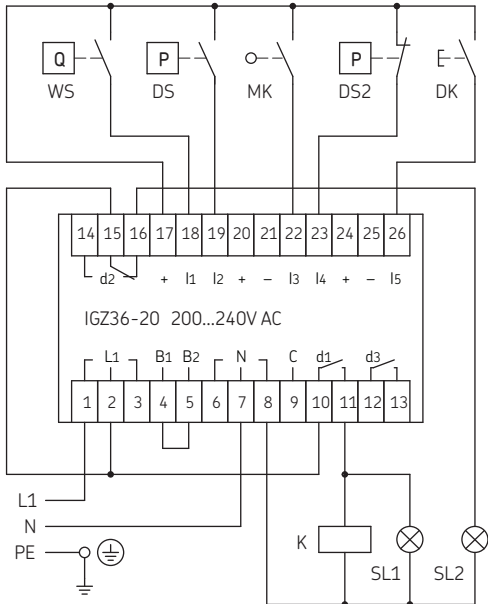 Q P P
WS DS MK DS2 DK
14 15 16 17 18 19 20 21 22 23 24 25 26
d2 + I1 I2 + – I3 I4 + – I5
IGZ36-20 200...240V AC
L1 B1 B2 N C d1 d3
1 2 3 4 5 6 7 8 9 10 11 12 13
L1
N
PE
K SL1 SL2